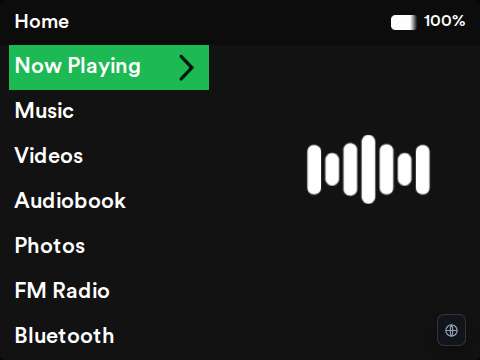 Home
100%
Now Playing
Music
Videos
Audiobook
Photos
FM Radio
Bluetooth